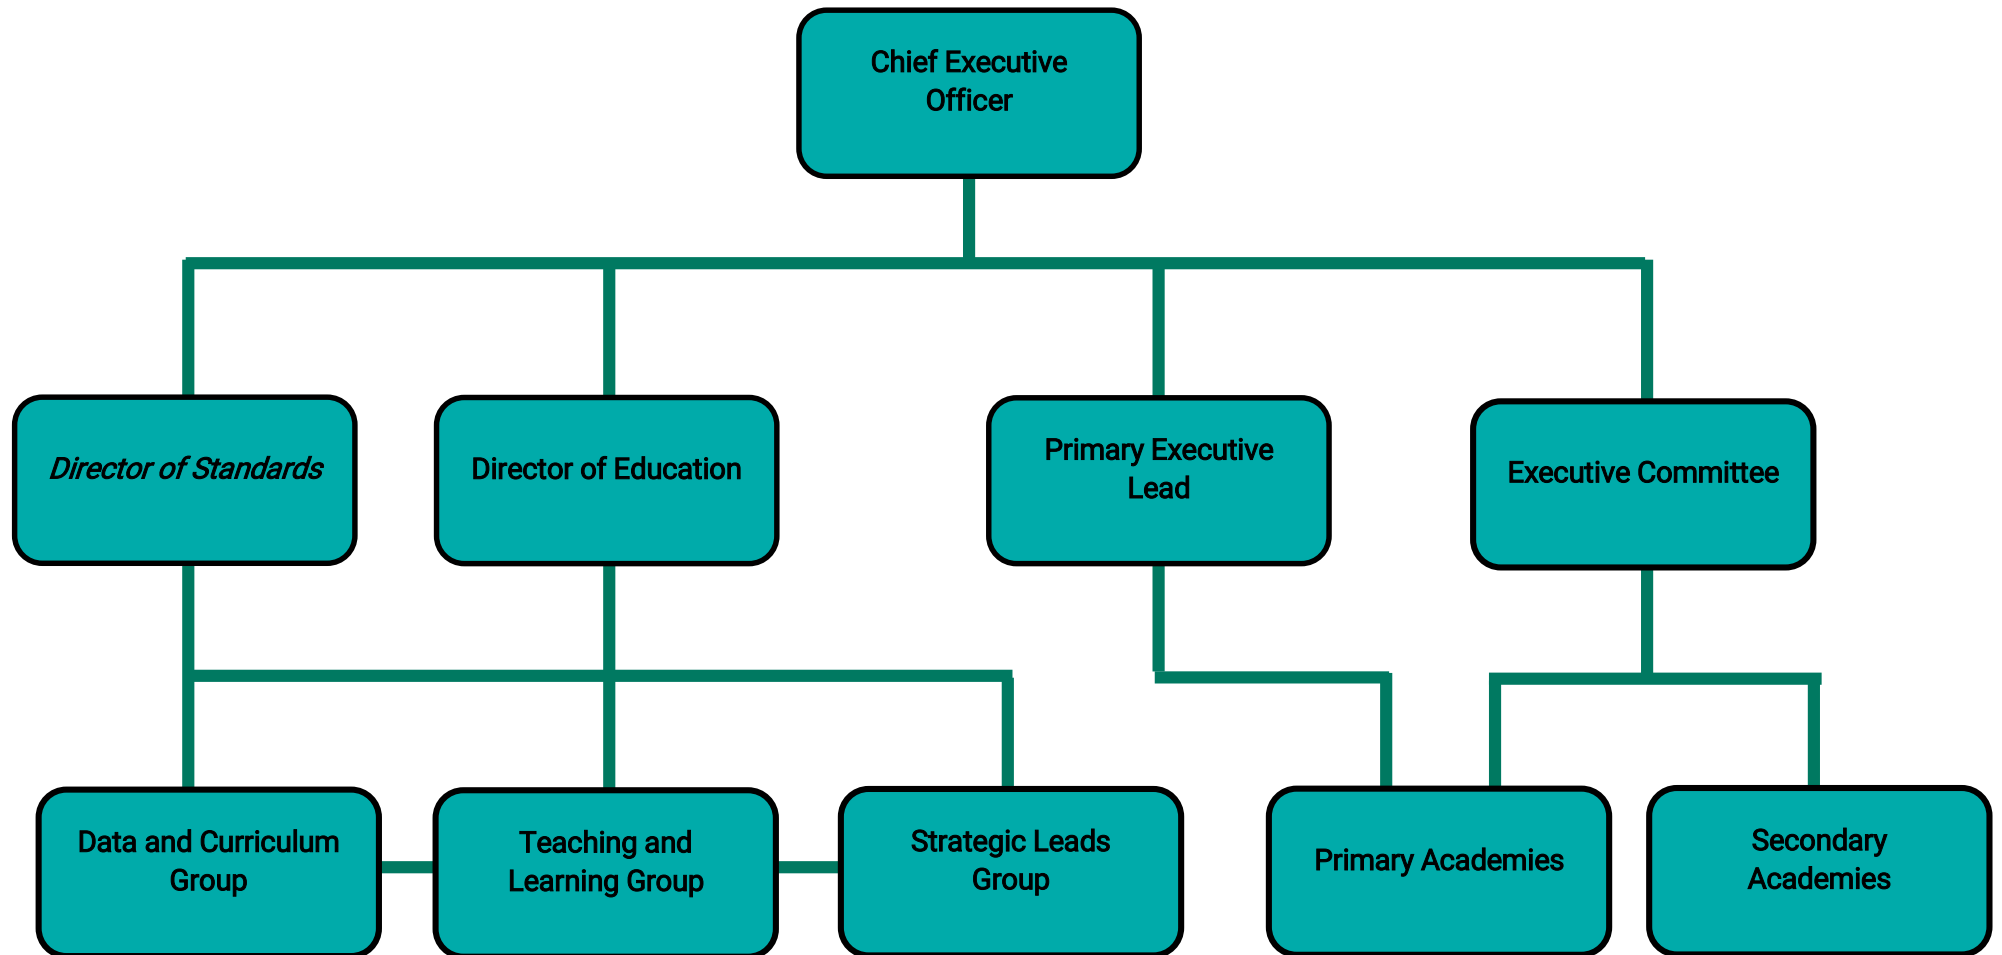 Chief Executive
Officer
Director of Standards
Director of Education
Primary Executive
Lead
Executive Committee
Data and Curriculum
Group
Teaching and
Learning Group
Strategic Leads
Group
Primary Academies
Secondary
Academies